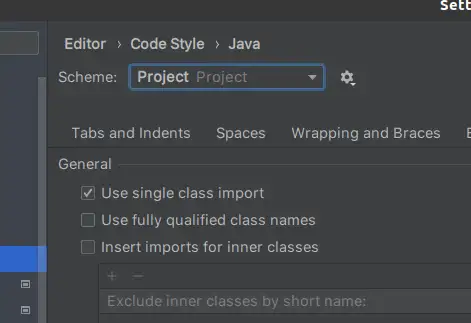 Sett
Editor › Code Style › Java
Scheme: Project Project
Tabs and Indents Spaces Wrapping and Braces
General
Use single class import
Use fully qualified class names
Insert imports for inner classes
+ −
Exclude inner classes by short name: